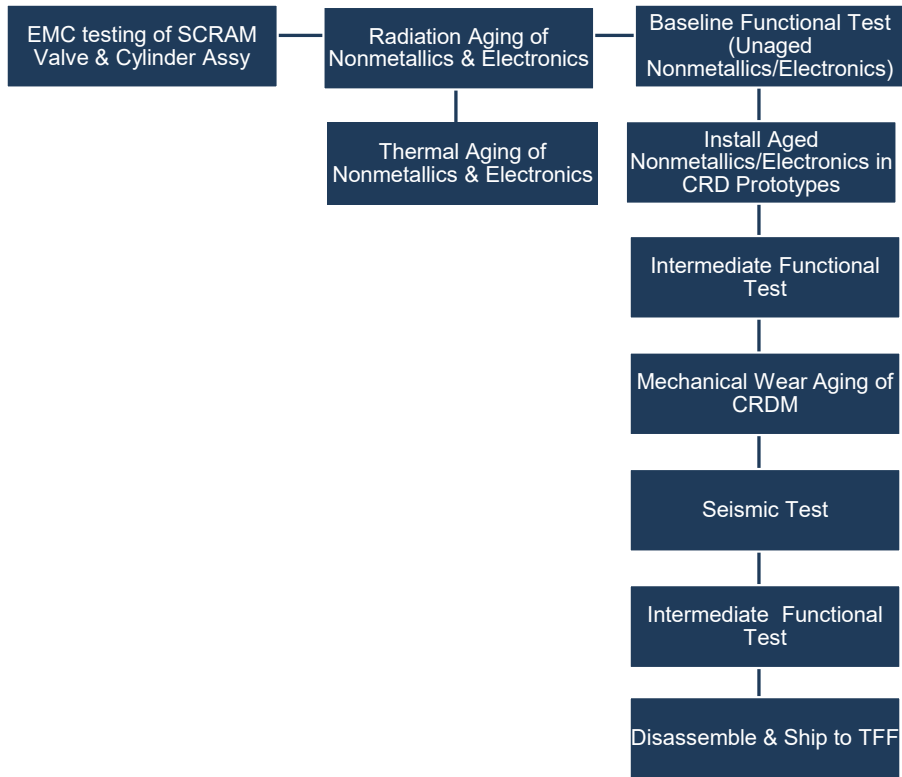 EMC testing of SCRAM
Valve & Cylinder Assy
Radiation Aging of
Nonmetallics & Electronics
Baseline Functional Test
(Unaged
Nonmetallics/Electronics)
Thermal Aging of
Nonmetallics & Electronics
Install Aged
Nonmetallics/Electronics in
CRD Prototypes
Intermediate Functional
Test
Mechanical Wear Aging of
CRDM
Seismic Test
Intermediate Functional
Test
Disassemble & Ship to TFF